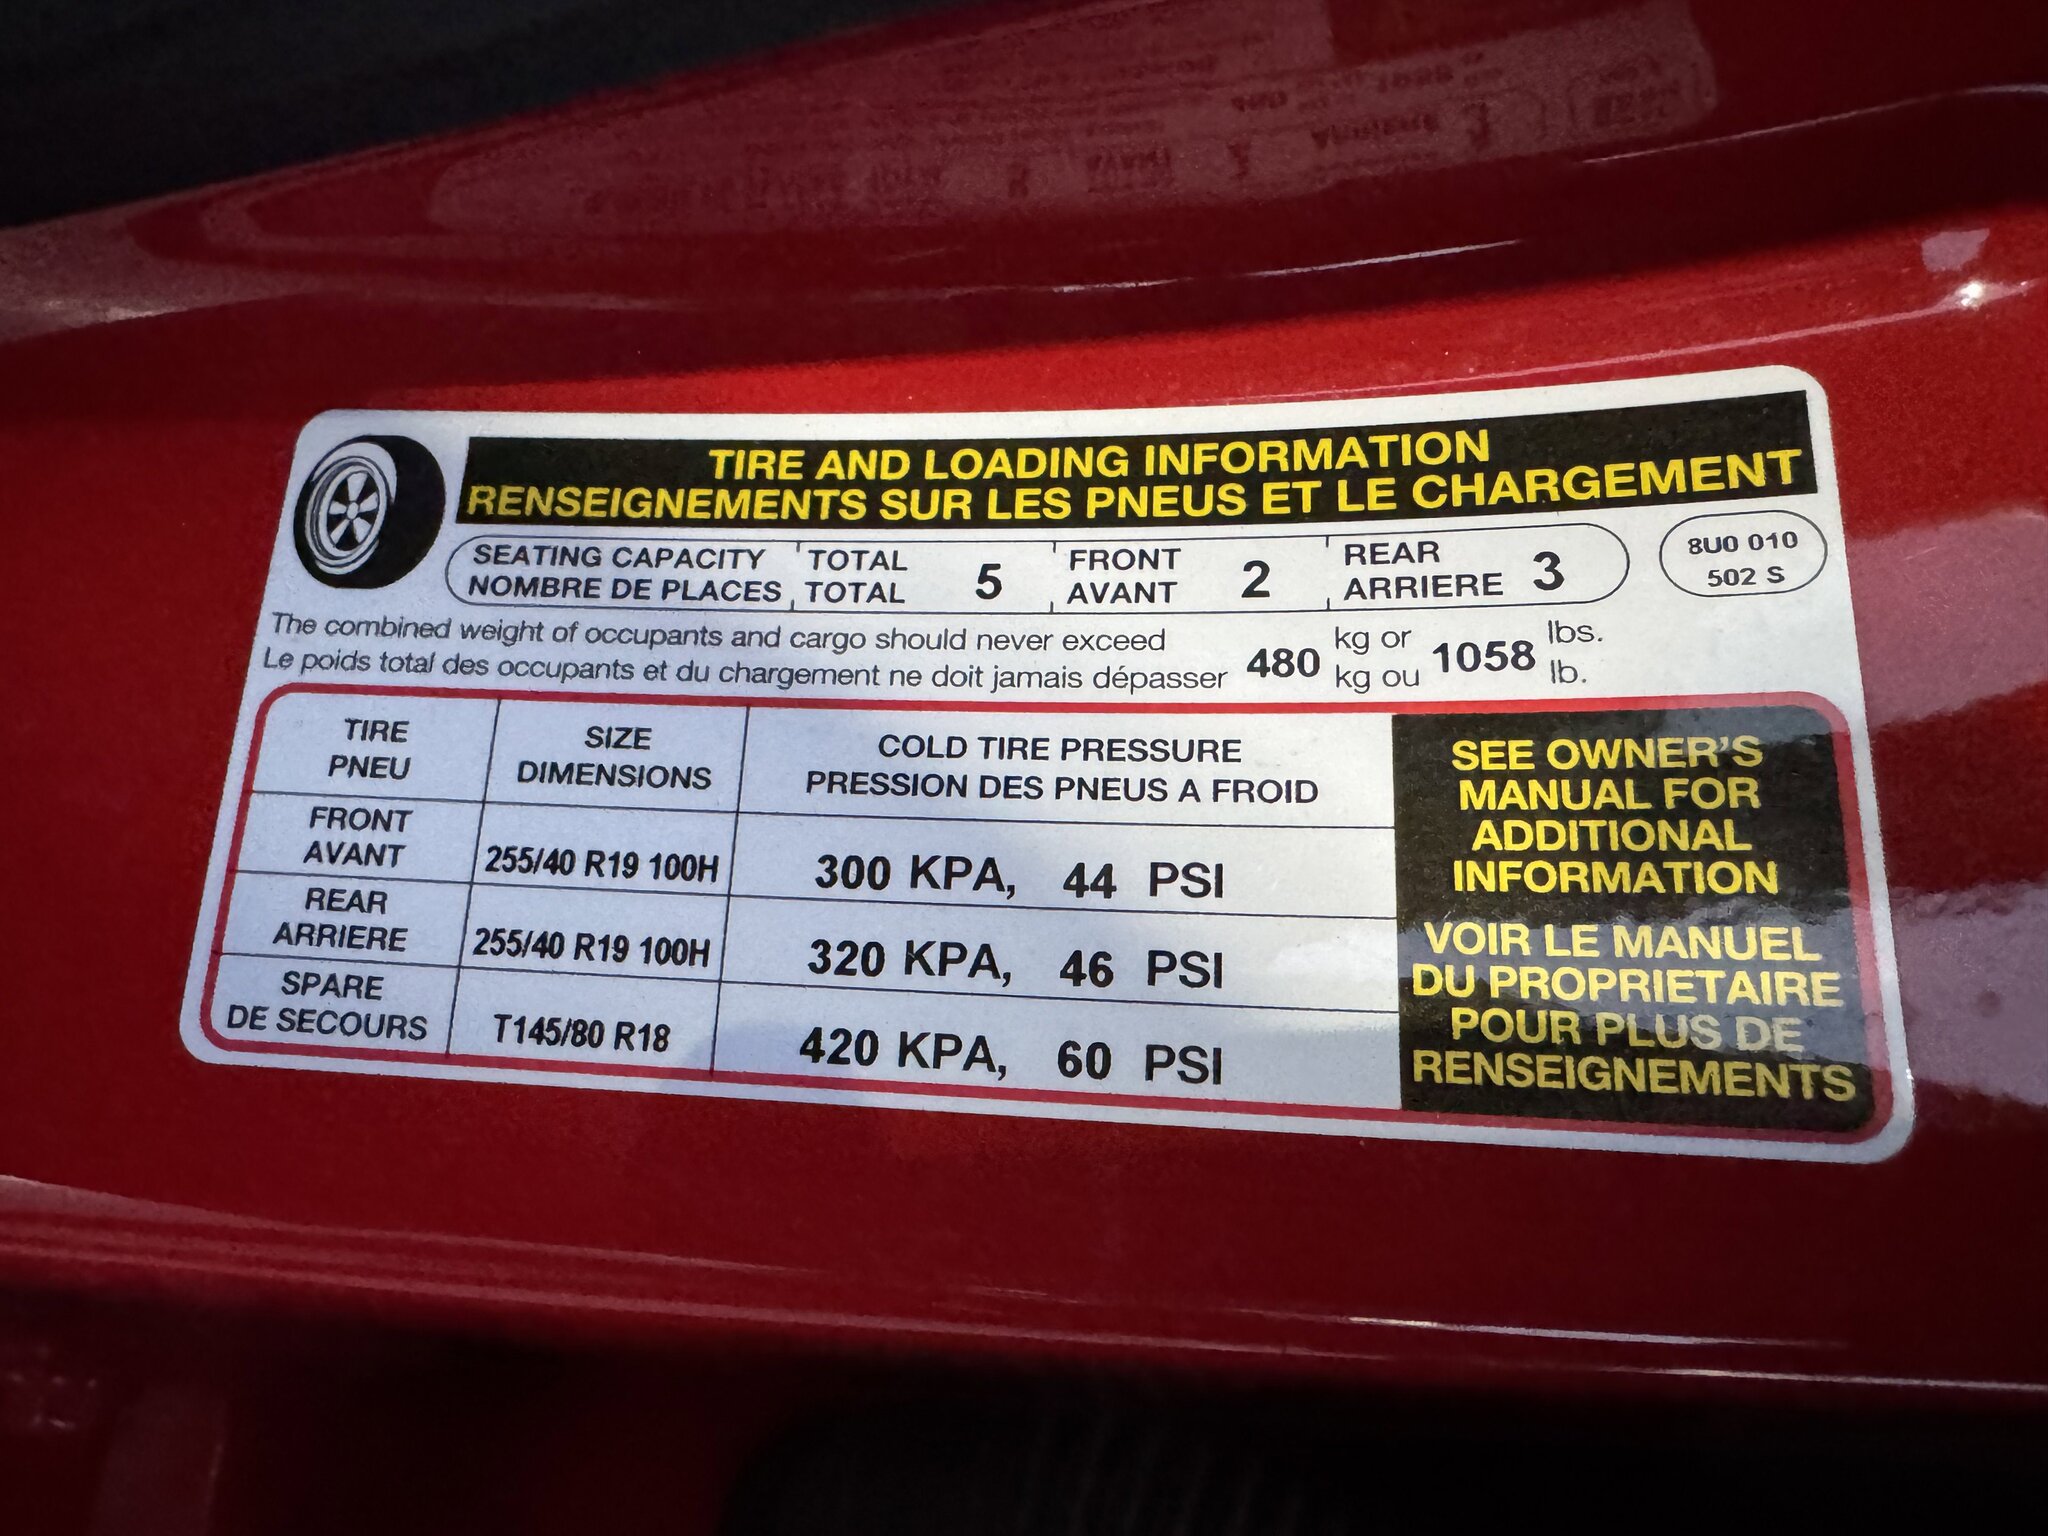 TIRE AND LOADING INFORMATION
RENSEIGNEMENTS SUR LES PNEUS ET LE CHARGEMENT
SEATING CAPACITY TOTAL 5 FRONT 2 REAR 3
NOMBRE DE PLACES TOTAL AVANT ARRIERE
8U0 010
502 S
The combined weight of occupants and cargo should never exceed 480 kg or 1058 lbs.
Le poids total des occupants et du chargement ne doit jamais dépasser kg ou lb.
TIRE SIZE COLD TIRE PRESSURE
PNEU DIMENSIONS PRESSION DES PNEUS A FROID
FRONT
AVANT 255/40 R19 100H 300 KPA, 44 PSI
REAR
ARRIERE 255/40 R19 100H 320 KPA, 46 PSI
SPARE
DE SECOURS T145/80 R18 420 KPA, 60 PSI
SEE OWNER'S
MANUAL FOR
ADDITIONAL
INFORMATION
VOIR LE MANUEL
DU PROPRIETAIRE
POUR PLUS DE
RENSEIGNEMENTS